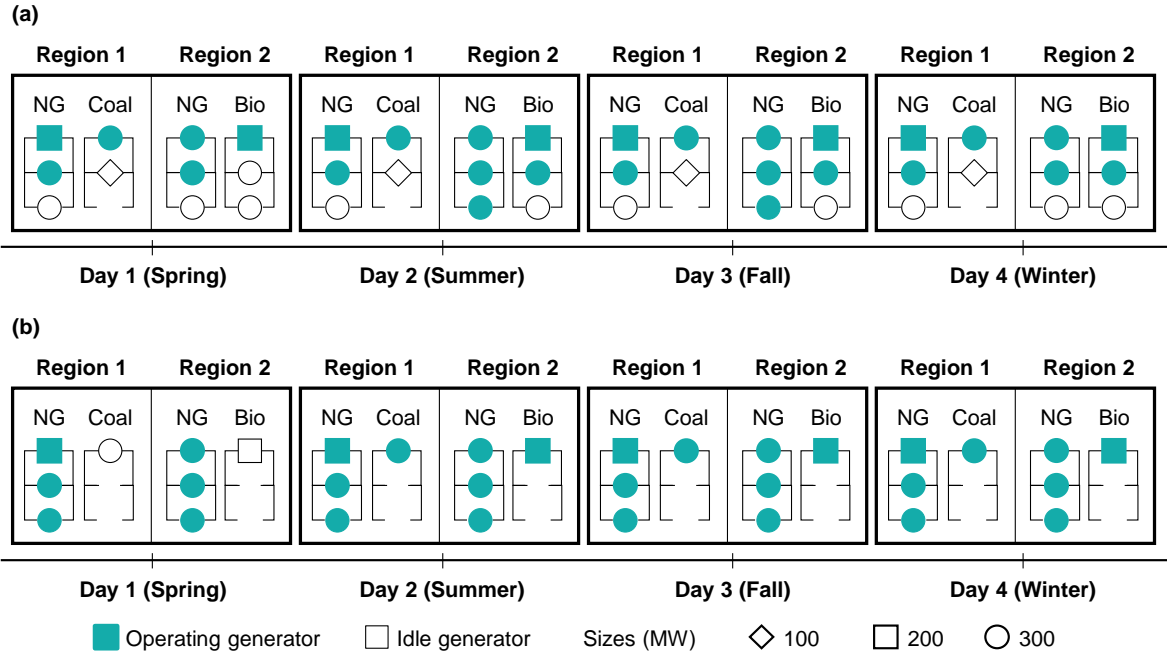 (a)
Region 1 Region 2 Region 1 Region 2 Region 1 Region 2 Region 1 Region 2
NG Coal NG Bio NG Coal NG Bio NG Coal NG Bio NG Coal NG Bio
Day 1 (Spring) Day 2 (Summer) Day 3 (Fall) Day 4 (Winter)
(b)
Region 1 Region 2 Region 1 Region 2 Region 1 Region 2 Region 1 Region 2
NG Coal NG Bio NG Coal NG Bio NG Coal NG Bio NG Coal NG Bio
Day 1 (Spring) Day 2 (Summer) Day 3 (Fall) Day 4 (Winter)
Operating generator Idle generator Sizes (MW) 100 200 300